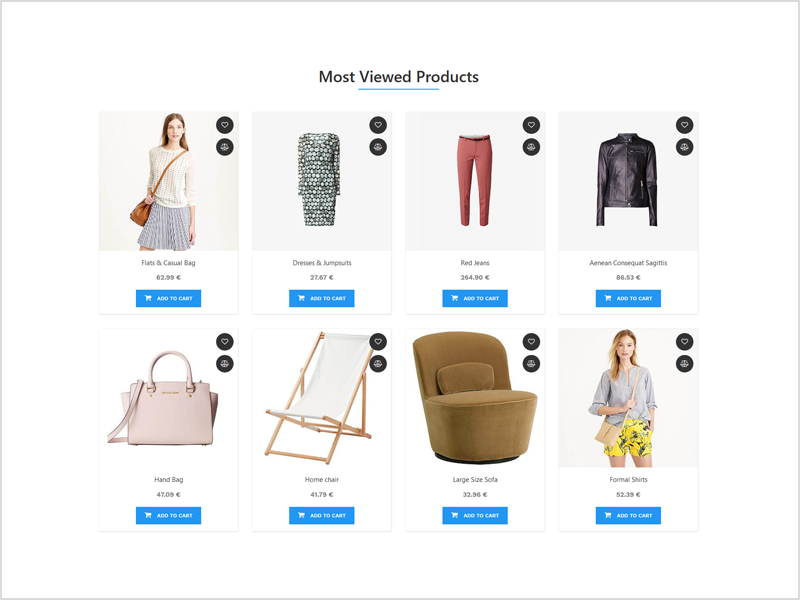 Most Viewed Products
Flats & Casual Bag
62.99 €
ADD TO CART
Dresses & Jumpsuits
27.67 €
ADD TO CART
Red Jeans
264.90 €
ADD TO CART
Aenean Consequat Sagittis
86.53 €
ADD TO CART
Hand Bag
47.09 €
ADD TO CART
Home chair
41.79 €
ADD TO CART
Large Size Sofa
32.96 €
ADD TO CART
Formal Shirts
52.39 €
ADD TO CART